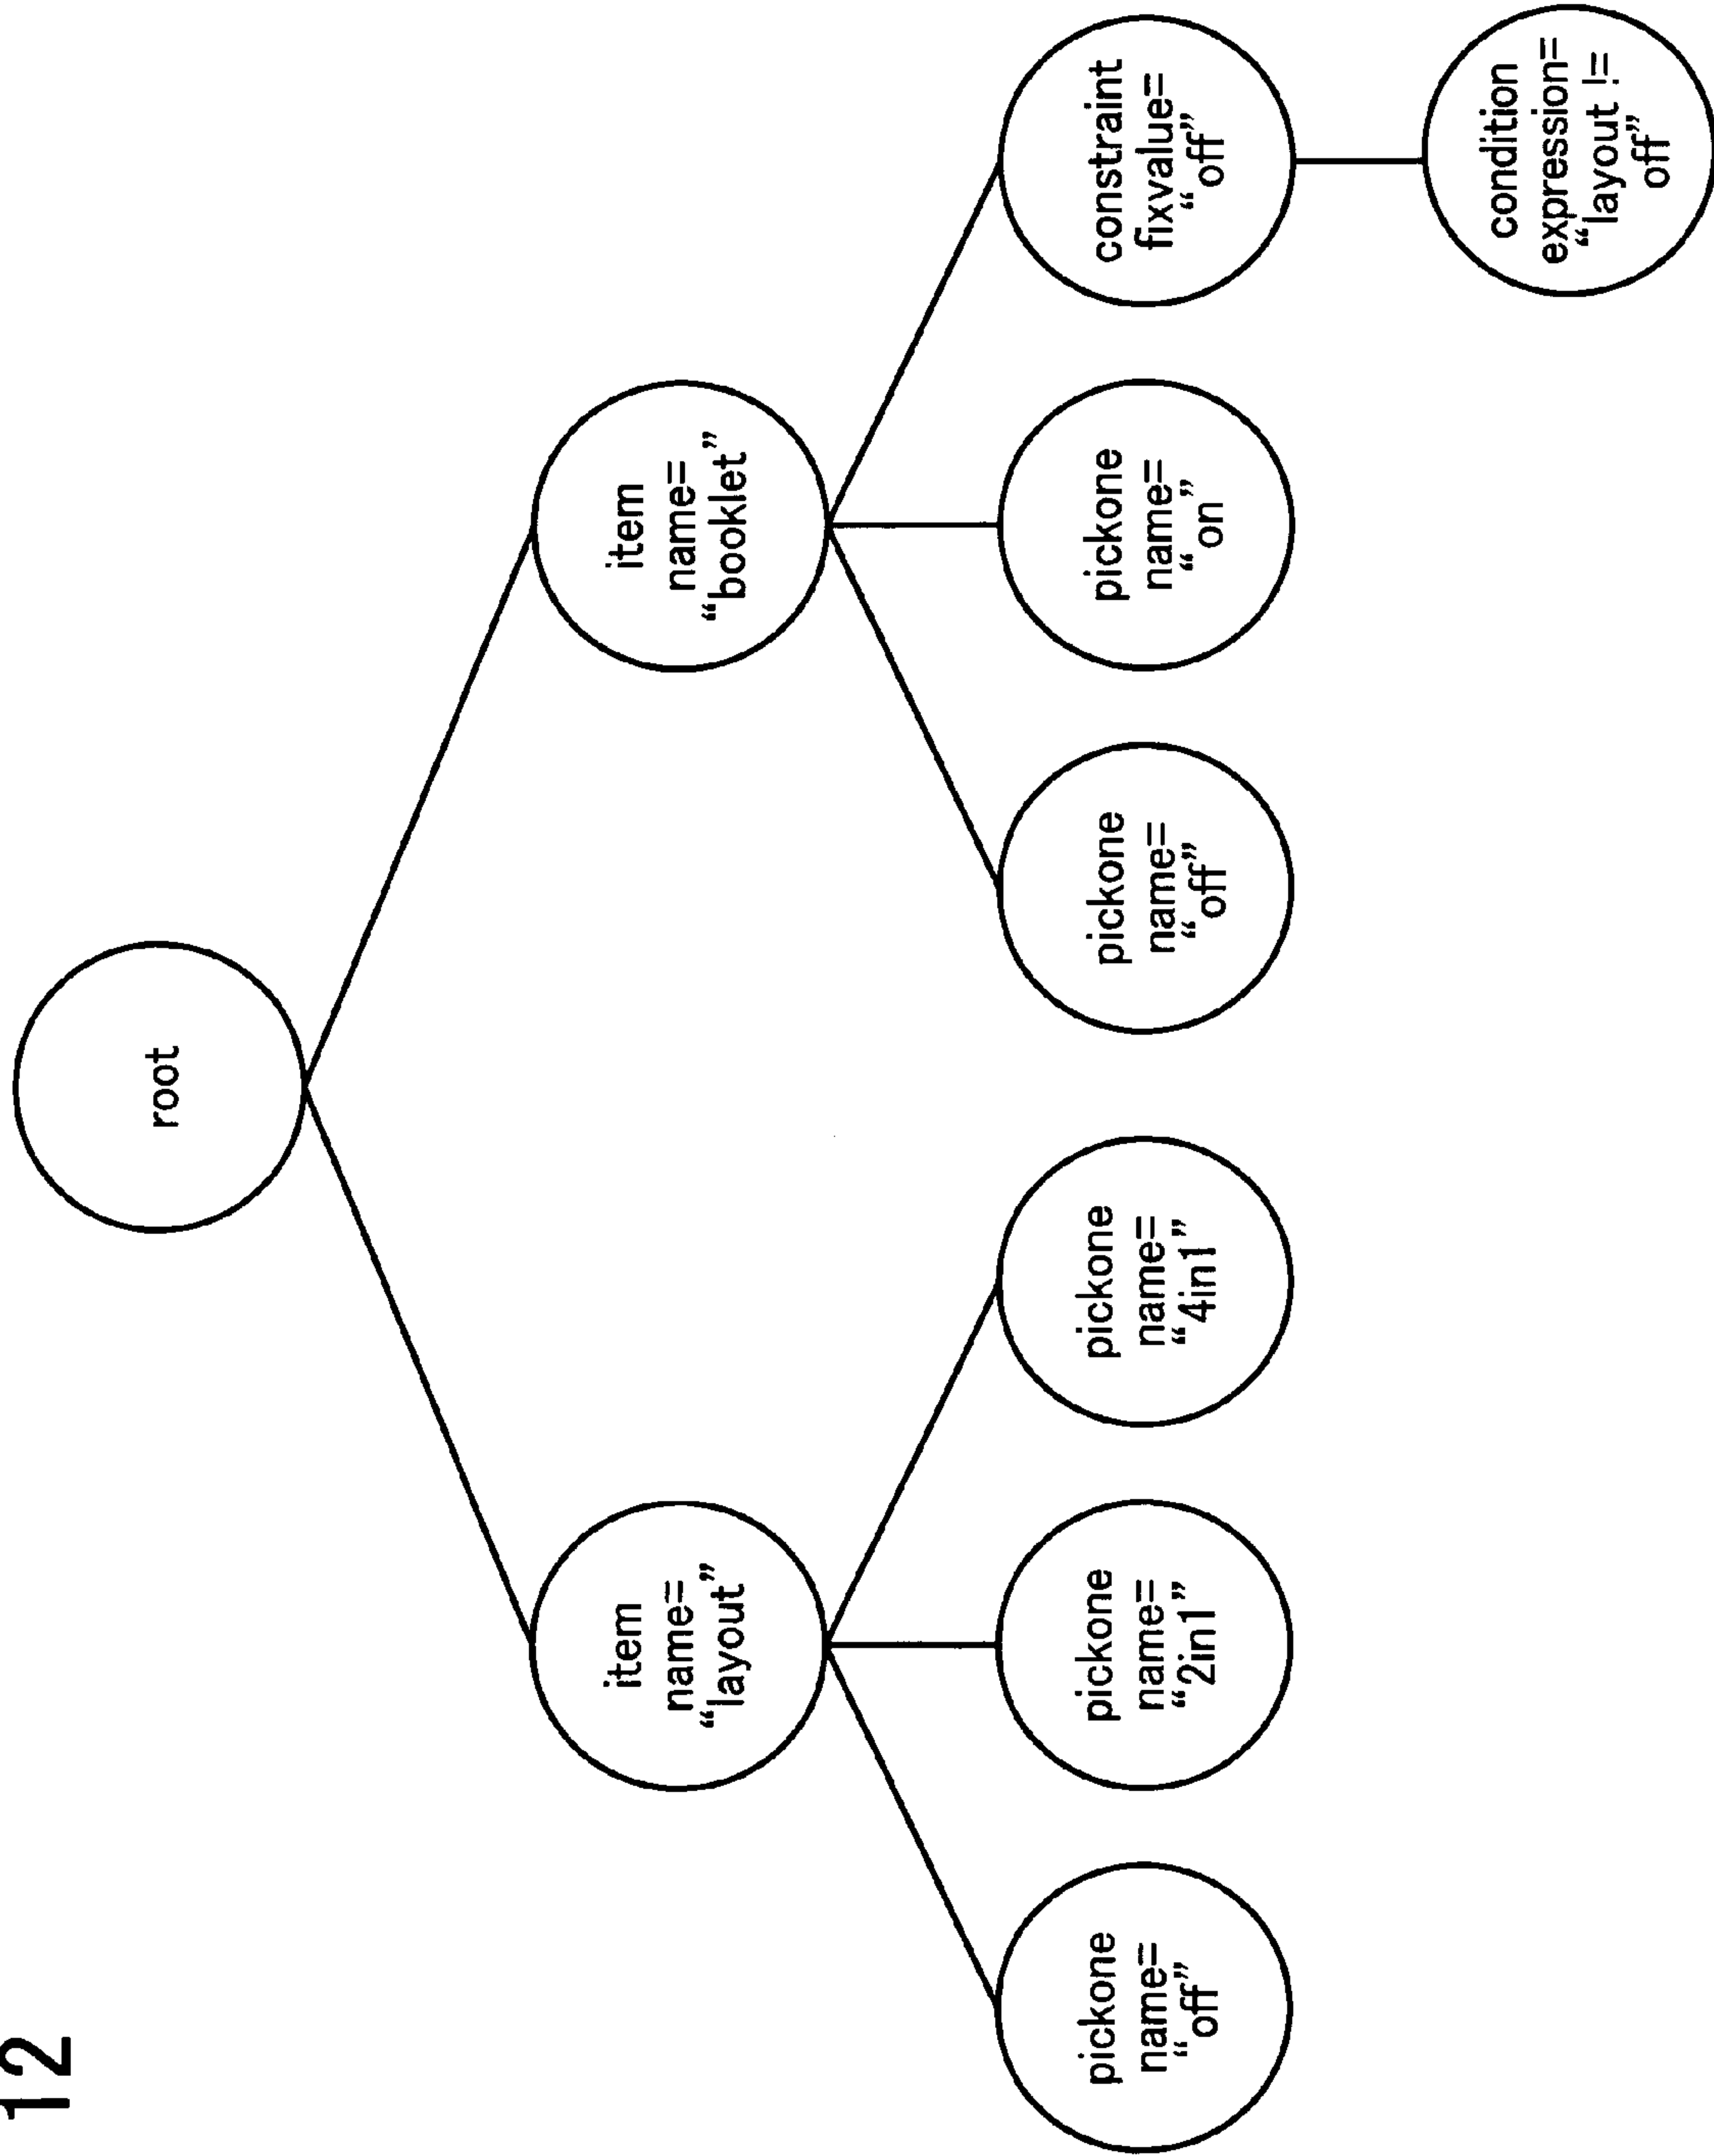 12
root
item
name=
“layout”
item
name=
“booklet”
pickone
name=
“ off”
pickone
name=
“2in1”
pickone
name=
“ 4in1”
pickone
name=
“ off”
pickone
name=
“ on”
constraint
fixvalue=
“ off”
condition
expression=
“layout !=
off”